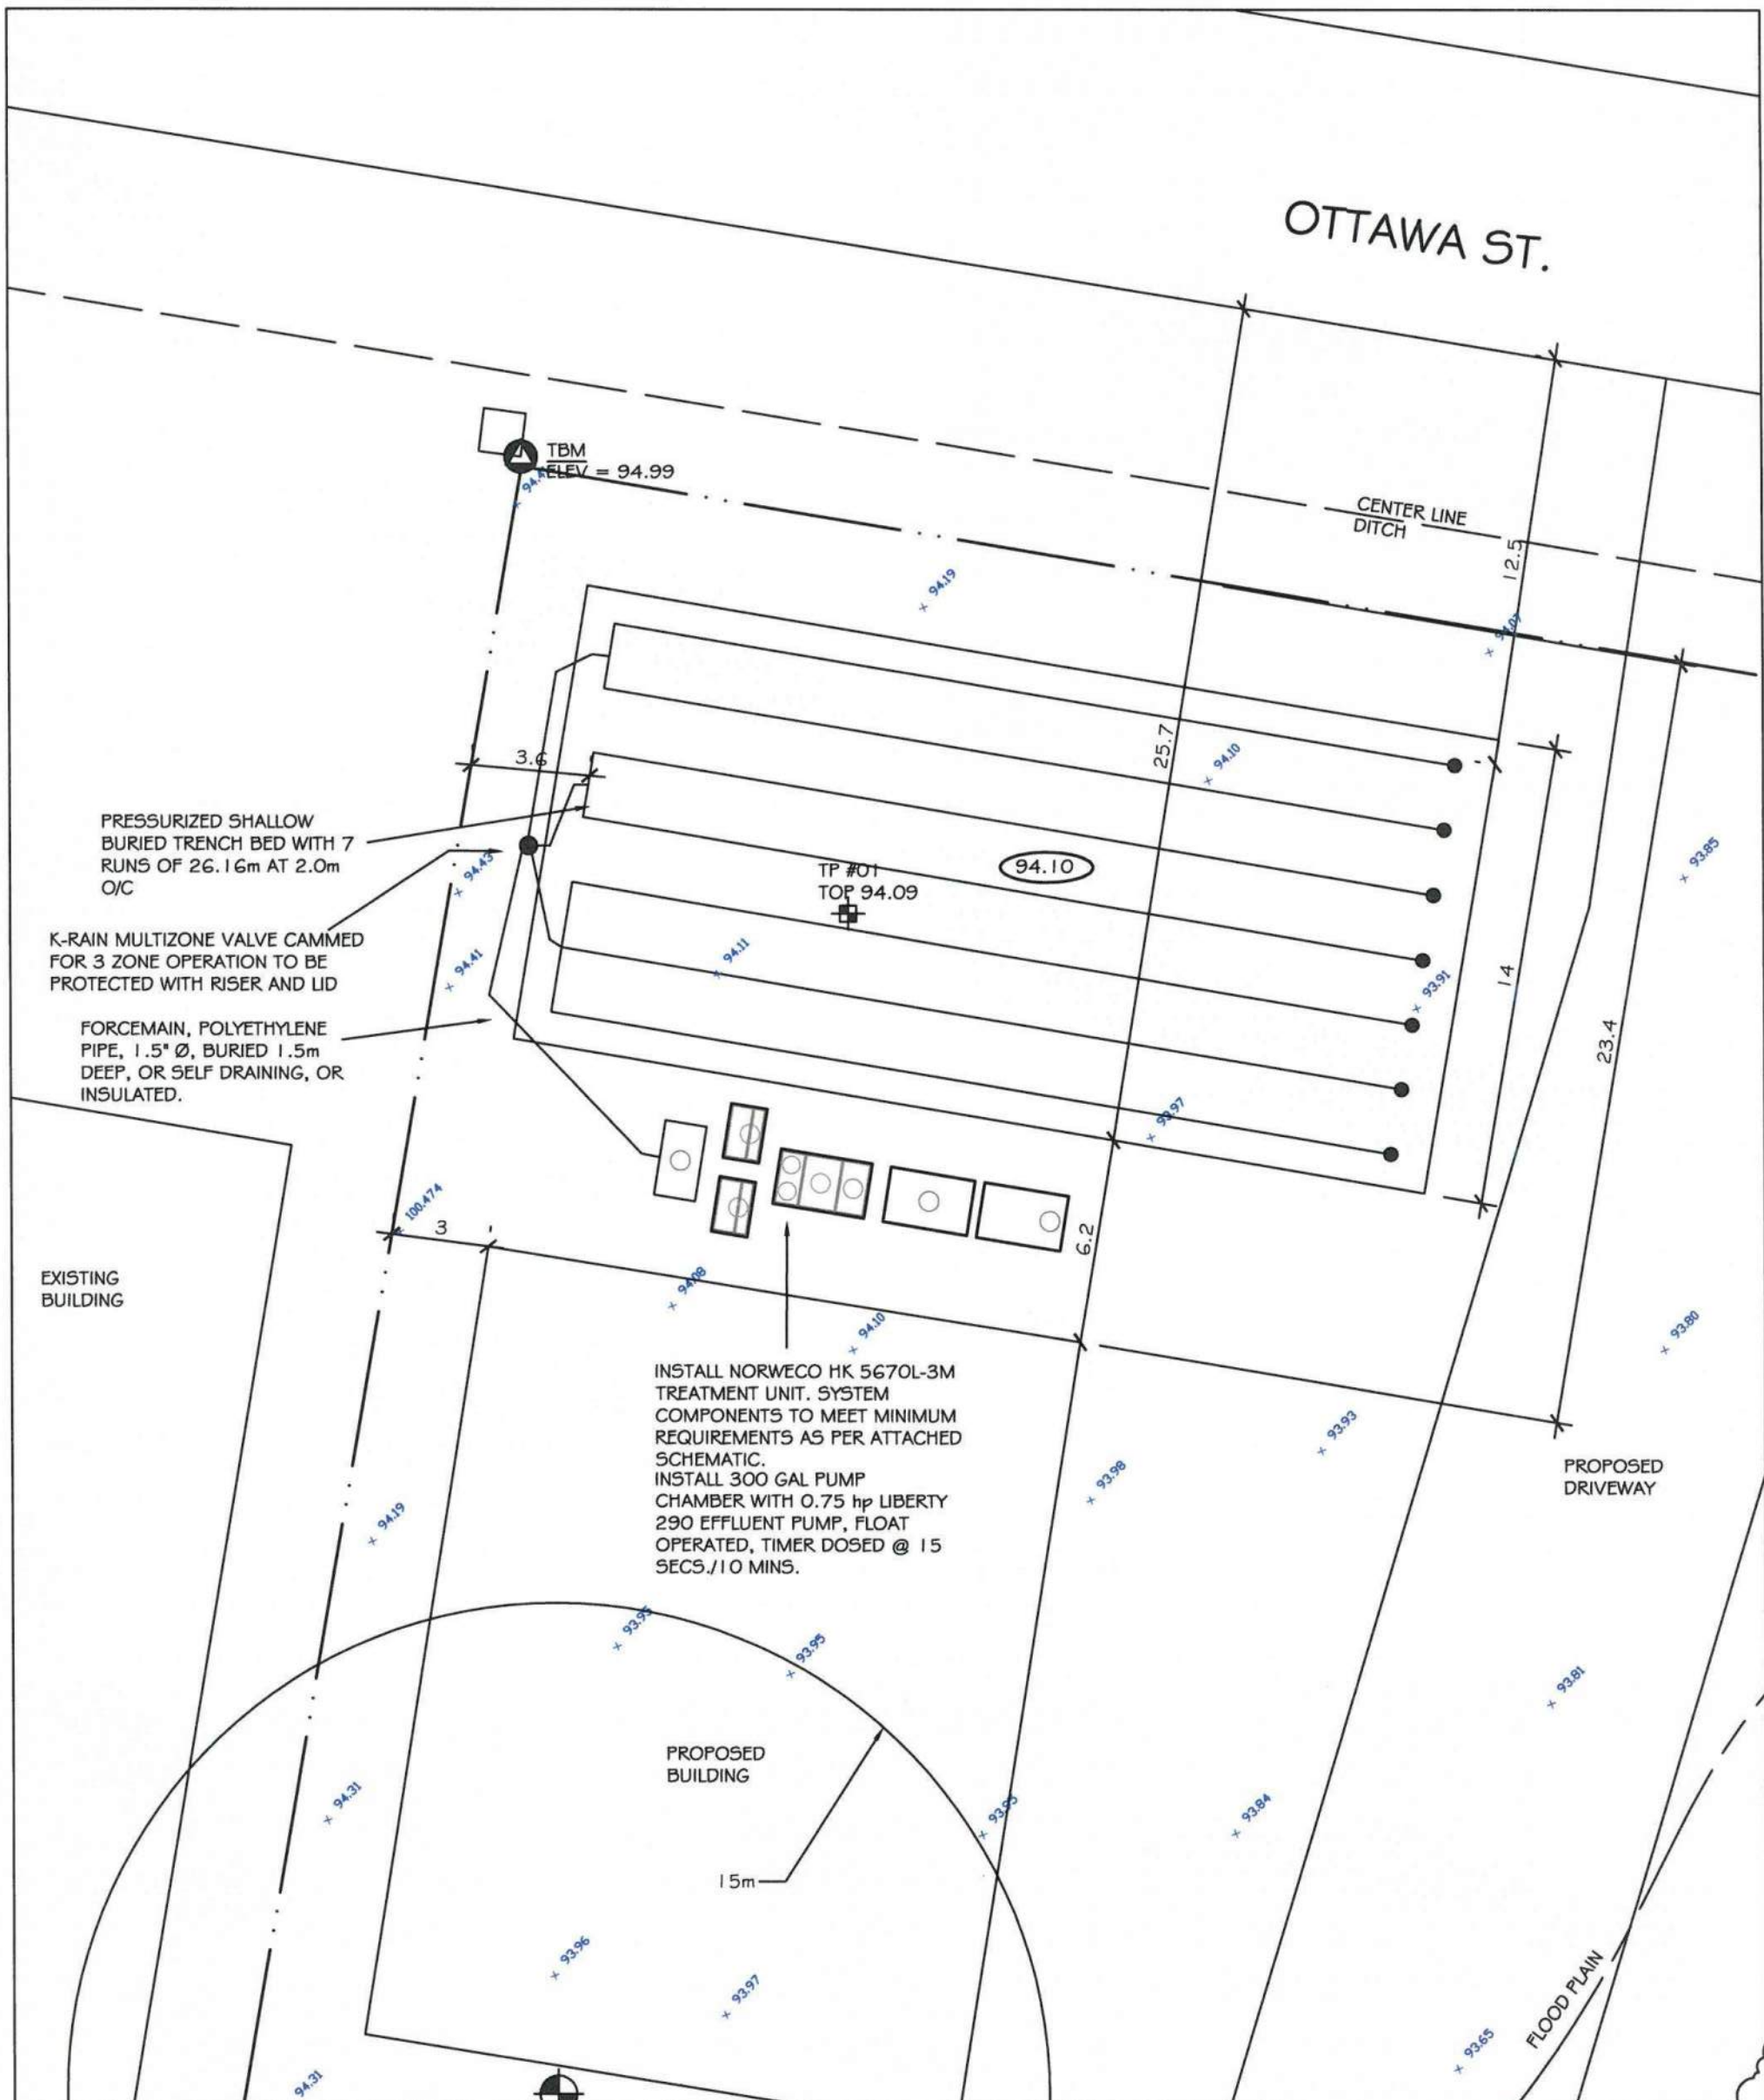 OTTAWA ST.
TBM
ELEV = 94.99
CENTER LINE
DITCH
12.5
94.19
94.07
25.7
94.10
3.6
PRESSURIZED SHALLOW
BURIED TRENCH BED WITH 7
RUNS OF 26.16m AT 2.0m
O/C
94.43
TP #01
TOP 94.09
94.10
93.85
K-RAIN MULTIZONE VALVE CAMMED
FOR 3 ZONE OPERATION TO BE
PROTECTED WITH RISER AND LID
94.41
94.11
93.91
14
23.4
FORCEMAIN, POLYETHYLENE
PIPE, 1.5" Ø, BURIED 1.5m
DEEP, OR SELF DRAINING, OR
INSULATED.
93.97
100.474
3
6.2
EXISTING
BUILDING
94.08
94.10
93.80
INSTALL NORWECO HK 5670L-3M
TREATMENT UNIT. SYSTEM
COMPONENTS TO MEET MINIMUM
REQUIREMENTS AS PER ATTACHED
SCHEMATIC.
INSTALL 300 GAL PUMP
CHAMBER WITH 0.75 hp LIBERTY
290 EFFLUENT PUMP, FLOAT
OPERATED, TIMER DOSED @ 15
SECS./10 MINS.
93.93
93.98
PROPOSED
DRIVEWAY
94.19
93.95
93.95
93.81
PROPOSED
BUILDING
94.31
93.93
93.84
15m
93.96
93.97
FLOOD PLAIN
93.65
94.31